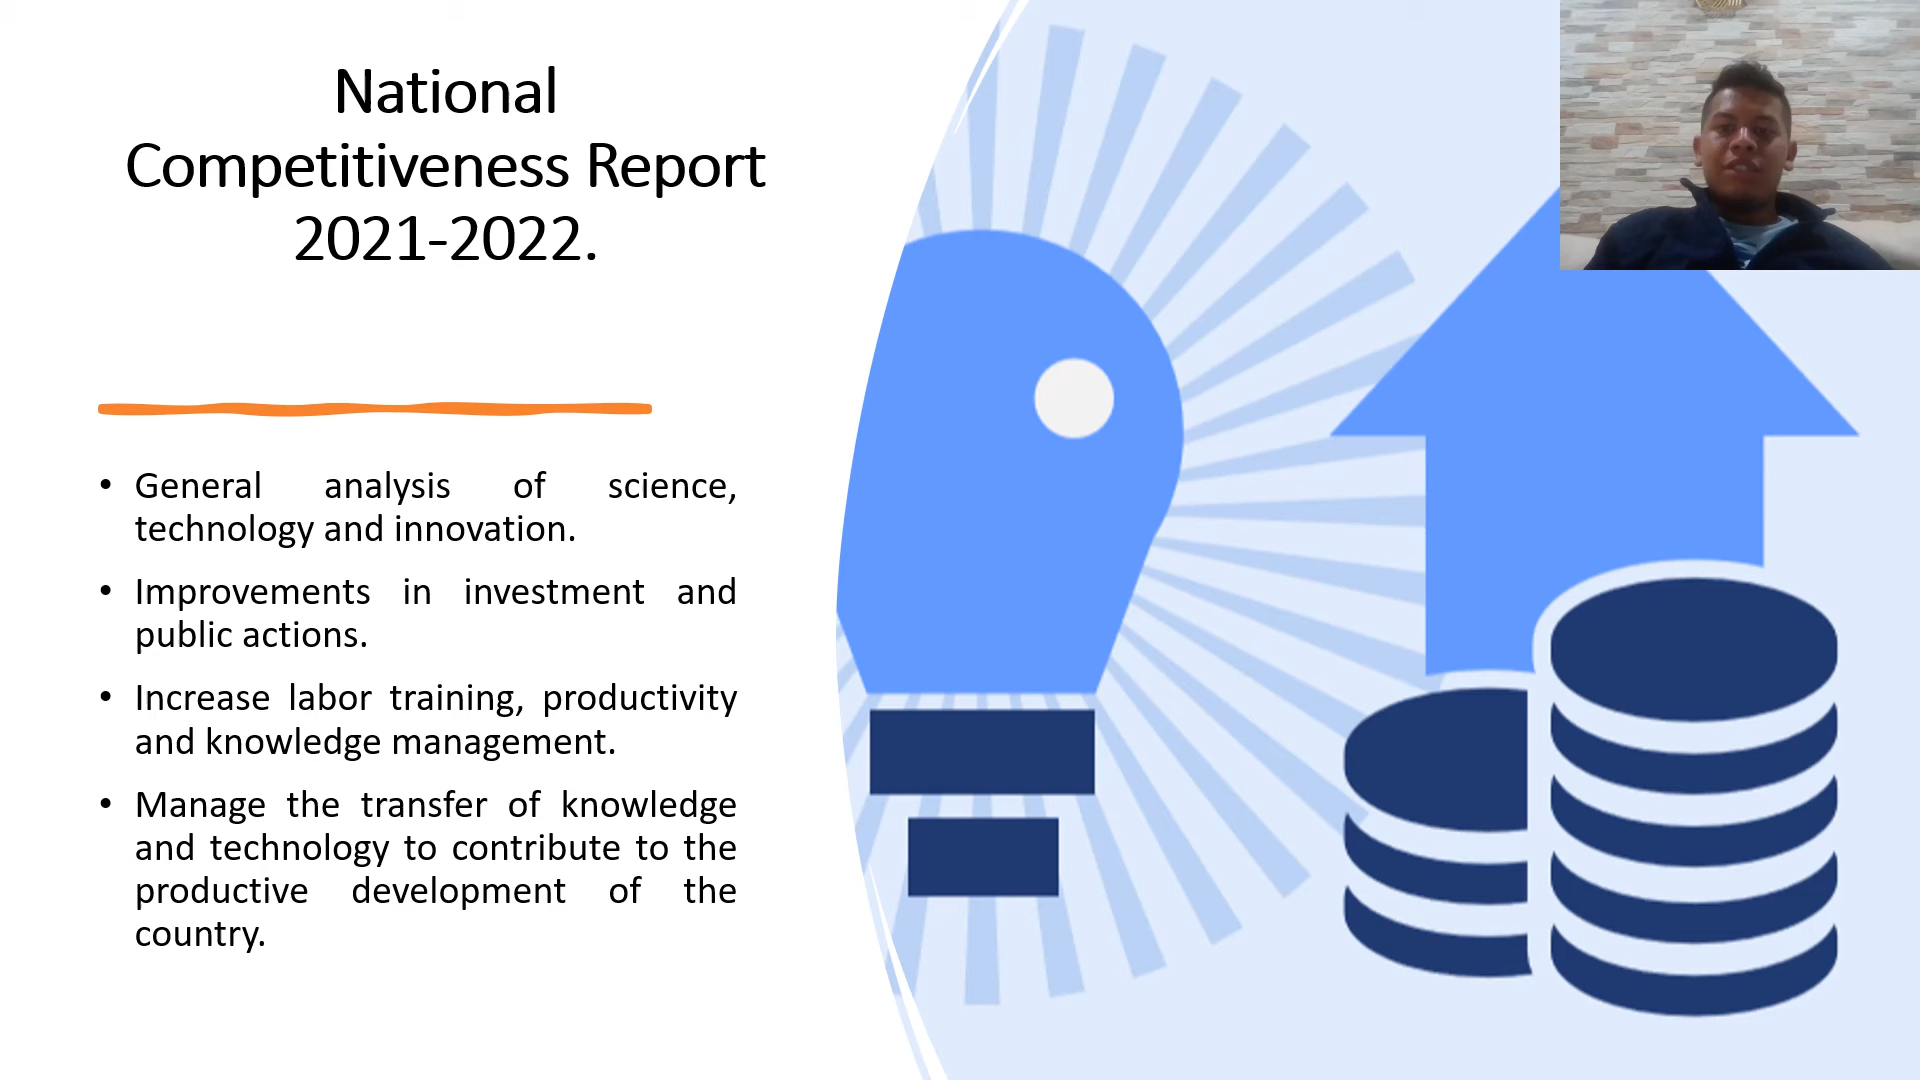 National
Competitiveness Report
2021-2022.
• General analysis of science,
technology and innovation.
• Improvements in investment and
public actions.
• Increase labor training, productivity
and knowledge management.
• Manage the transfer of knowledge
and technology to contribute to the
productive development of the
country.